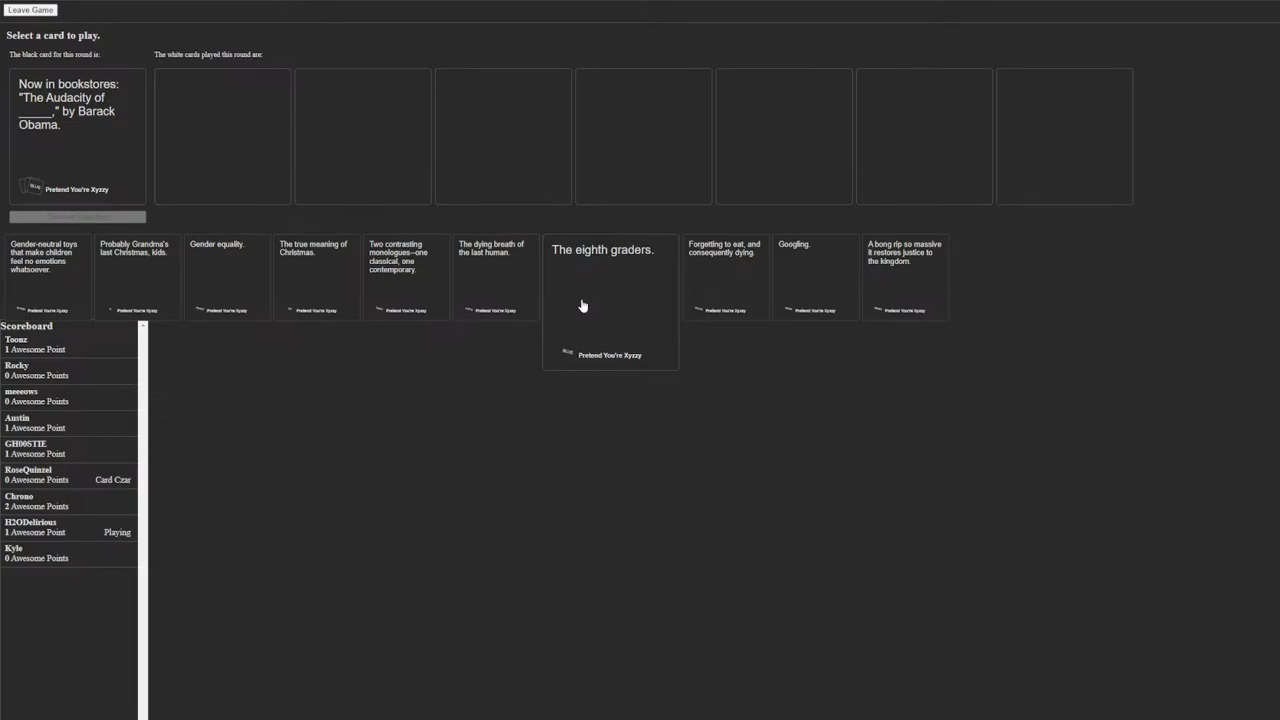 Leave Game
Select a card to play.
The black card for this round is:
The white cards played this round are:
Now in bookstores:
"The Audacity of
_____," by Barack
Obama.
BLUE
Pretend You're Xyzzy
Gender-neutral toys
that make children
feel no emotions
whatsoever.
Pretend You're Xyzzy
Probably Grandma's
last Christmas, kids.
Pretend You're Xyzzy
Gender equality.
Pretend You're Xyzzy
The true meaning of
Christmas.
Pretend You're Xyzzy
Two contrasting
monologues—one
classical, one
contemporary.
Pretend You're Xyzzy
The dying breath of
the last human.
Pretend You're Xyzzy
The eighth graders.
BLUE
Pretend You're Xyzzy
Forgetting to eat, and
consequently dying.
Pretend You're Xyzzy
Googling.
Pretend You're Xyzzy
A bong rip so massive
it restores justice to
the kingdom.
Pretend You're Xyzzy
Scoreboard
Toonz
1 Awesome Point
Rocky
0 Awesome Points
meeeows
0 Awesome Points
Austin
1 Awesome Point
GH00STIE
1 Awesome Point
RoseQuinzel
0 Awesome Points Card Czar
Chrono
2 Awesome Points
H2ODelirious
1 Awesome Point Playing
Kyle
0 Awesome Points